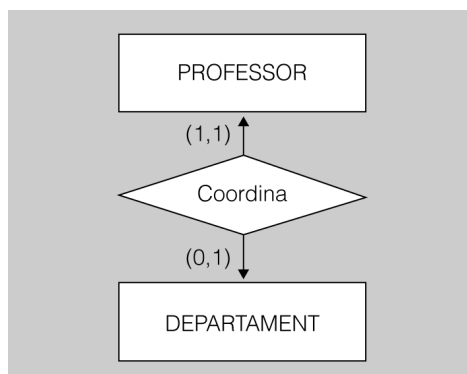 PROFESSOR
(1,1)
Coordina
(0,1)
DEPARTAMENT